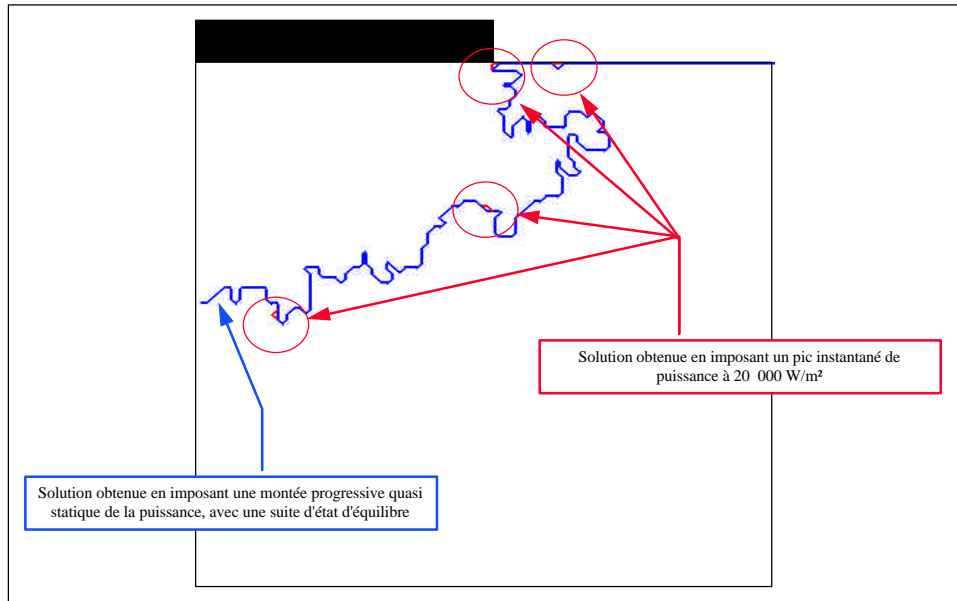 Solution obtenue en imposant un pic instantané de
puissance à 20 000 W/m²
Solution obtenue en imposant une montée progressive quasi
statique de la puissance, avec une suite d'état d'équilibre